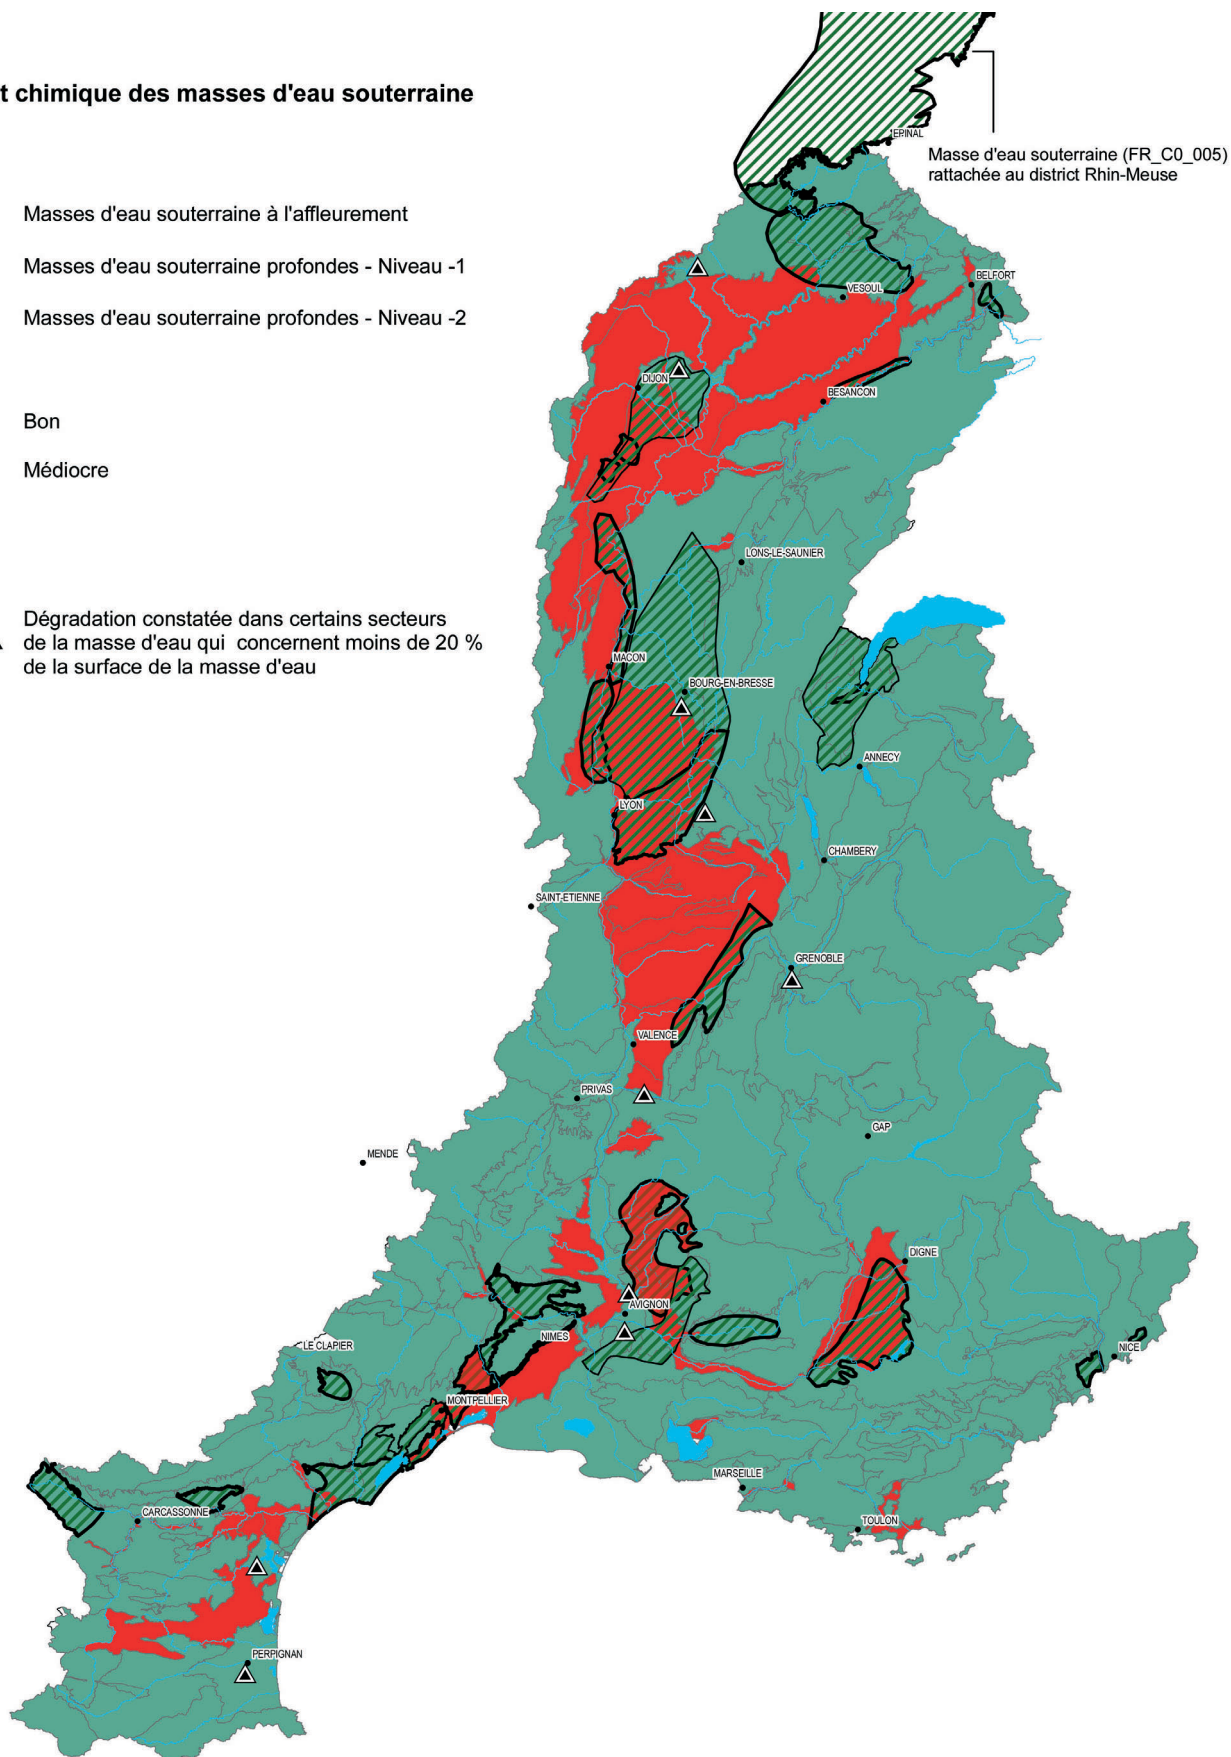 t chimique des masses d'eau souterraine
EPINAL
Masse d'eau souterraine (FR_C0_005)
rattachée au district Rhin-Meuse
Masses d'eau souterraine à l'affleurement
Masses d'eau souterraine profondes - Niveau -1
Masses d'eau souterraine profondes - Niveau -2
BELFORT
VESOUL
DIJON
BESANCON
Bon
Médiocre
LONS-LE-SAUNIER
Dégradation constatée dans certains secteurs
de la masse d'eau qui concernent moins de 20 %
de la surface de la masse d'eau
MACON
BOURG-EN-BRESSE
ANNECY
LYON
CHAMBERY
SAINT-ETIENNE
GRENOBLE
VALENCE
PRIVAS
GAP
MENDE
DIGNE
AVIGNON
NIMES
LE CLAPIER
NICE
MONTPELLIER
MARSEILLE
CARCASSONNE
TOULON
PERPIGNAN